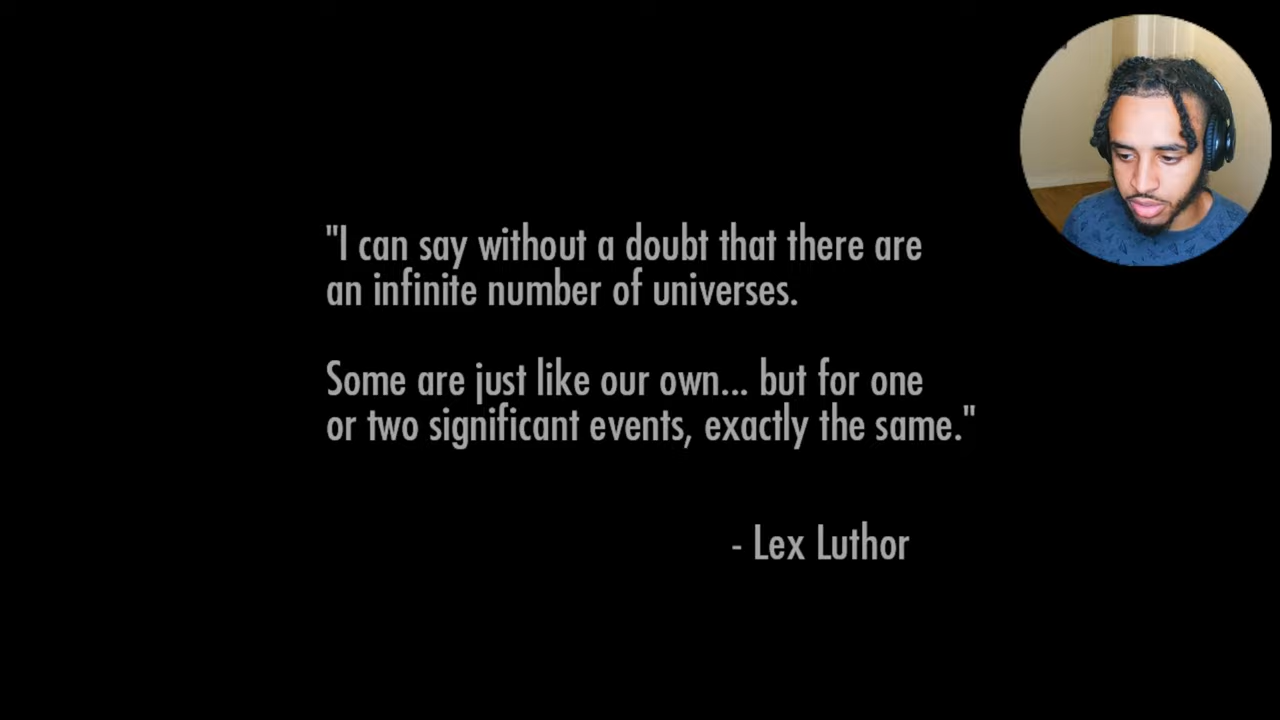 "I can say without a doubt that there are
an infinite number of universes.
Some are just like our own... but for one
or two significant events, exactly the same."
- Lex Luthor